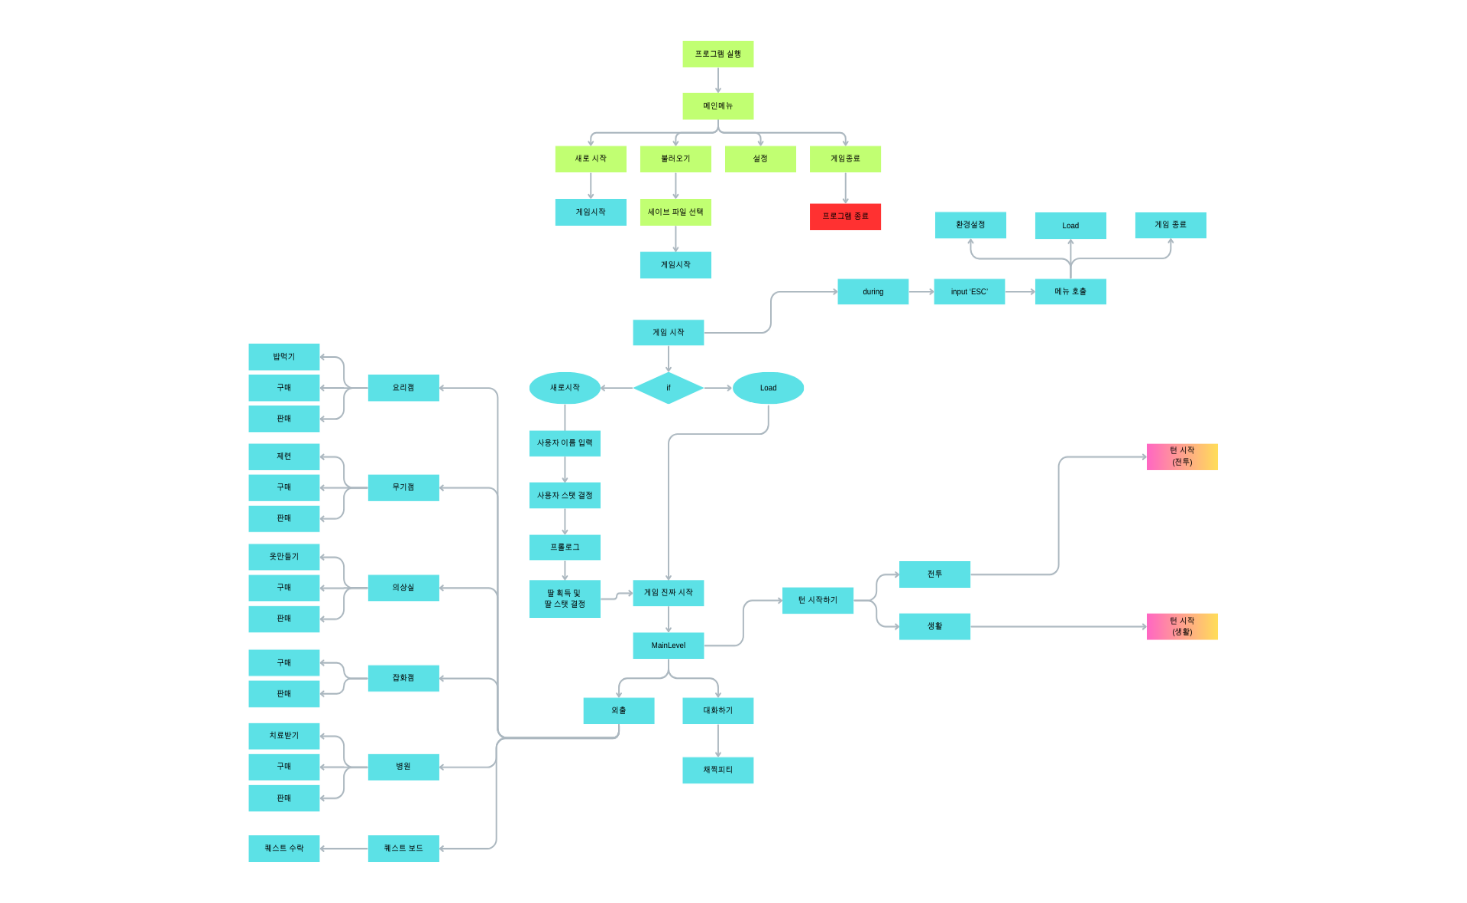 프로그램 실행
메인메뉴
새로 시작
불러오기
설정
게임종료
게임시작
세이브 파일 선택
프로그램 종료
게임시작
환경설정
Load
게임 종료
during
input 'ESC'
메뉴 호출
게임 시작
새로시작
if
Load
사용자 이름 입력
사용자 스탯 결정
프롤로그
딸 획득 및
딸 스탯 결정
게임 진짜 시작
MainLevel
외출
대화하기
채찍피티
턴 시작하기
전투
생활
턴 시작
(전투)
턴 시작
(생활)
밥먹기
구매
판매
요리점
제련
구매
판매
무기점
옷만들기
구매
판매
의상실
구매
판매
잡화점
치료받기
구매
판매
병원
퀘스트 수락
퀘스트 보드